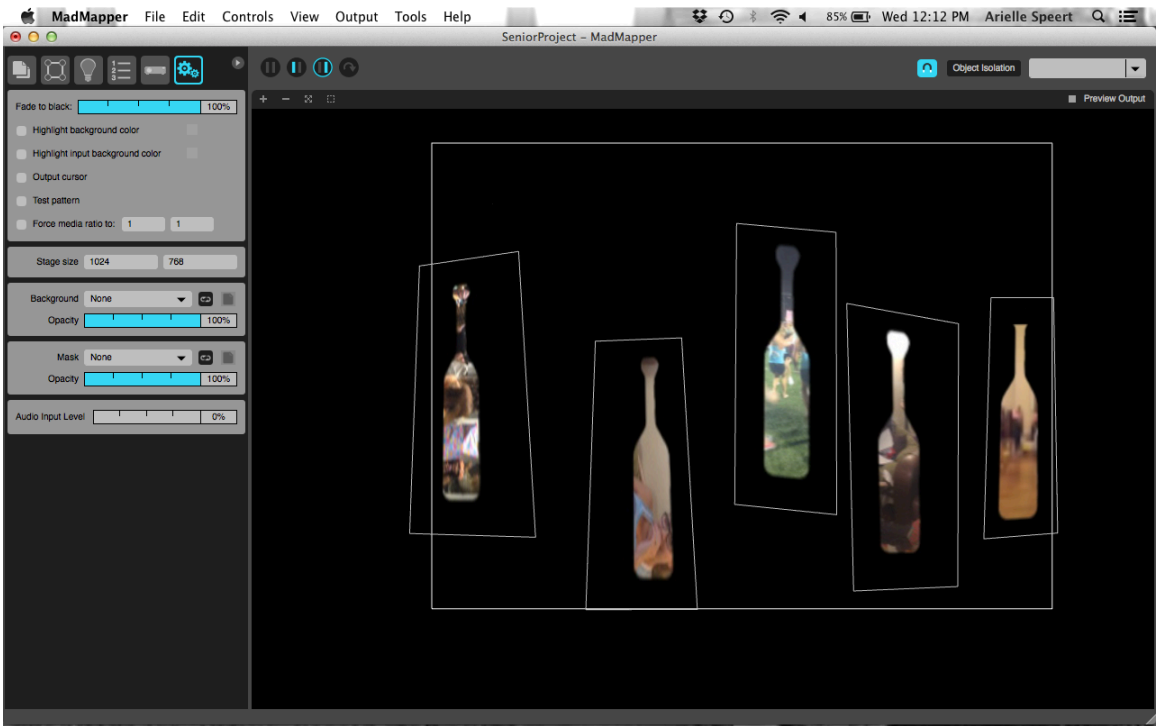 MadMapper File Edit Controls View Output Tools Help 85% Wed 12:12 PM Arielle Speert
SeniorProject – MadMapper
1
2
3
Object Isolation
Preview Output
Fade to black: 100%
Highlight background color
Highlight input background color
Output cursor
Test pattern
Force media ratio to: 1 1
Stage size 1024 768
Background None
Opacity 100%
Mask None
Opacity 100%
Audio Input Level 0%